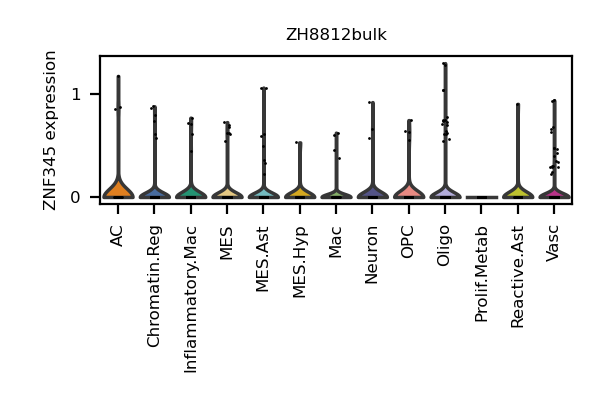 ZH8812bulk
ZNF345 expression
1
0
AC
Chromatin.Reg
Inflammatory.Mac
MES
MES.Ast
MES.Hyp
Mac
Neuron
OPC
Oligo
Prolif.Metab
Reactive.Ast
Vasc